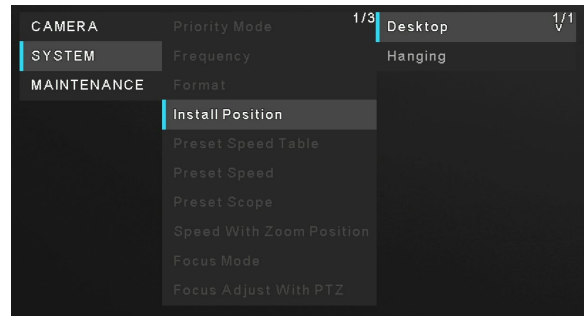 CAMERA
SYSTEM
MAINTENANCE
1/3
Priority Mode
Frequency
Format
Install Position
Preset Speed Table
Preset Speed
Preset Scope
Speed With Zoom Position
Focus Mode
Focus Adjust With PTZ
1/1
Desktop
Hanging